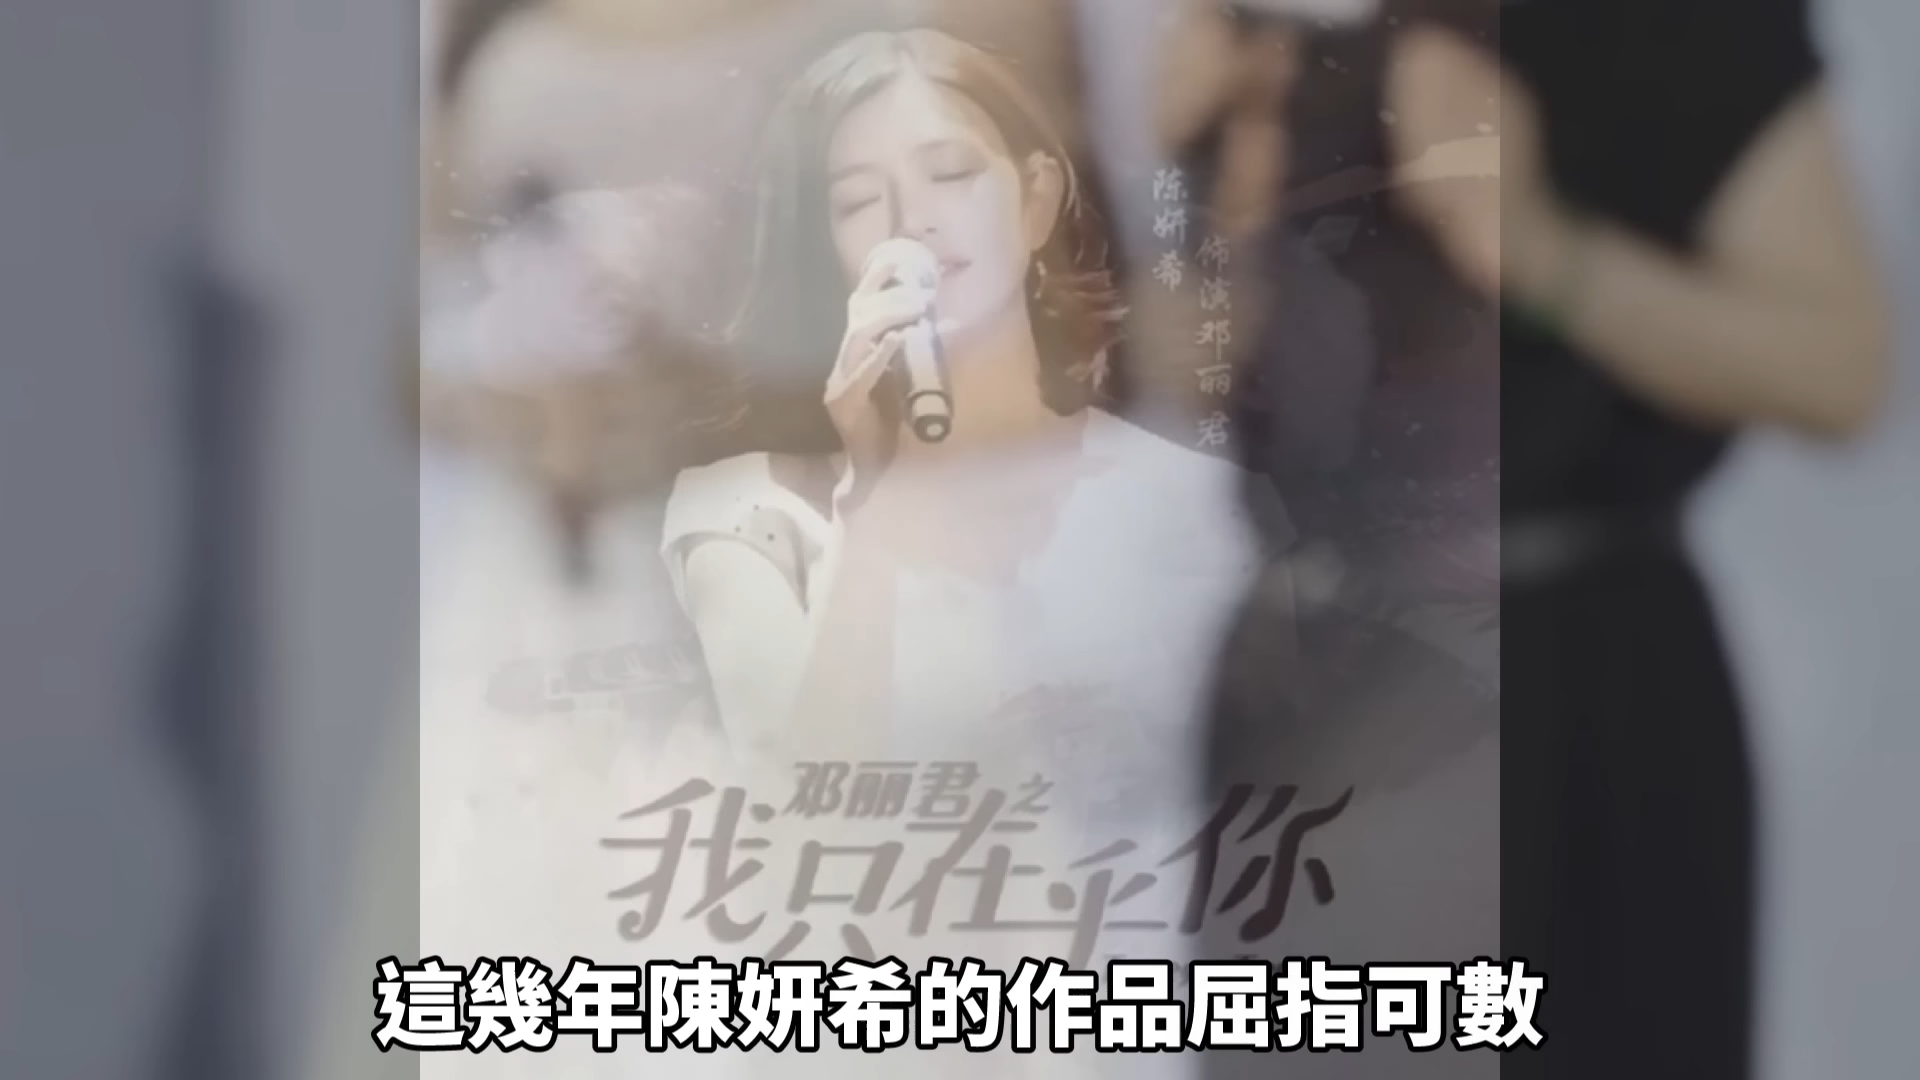 陈妍希
饰演邓丽君
邓丽君之
我只在乎你
這幾年陳妍希的作品屈指可數